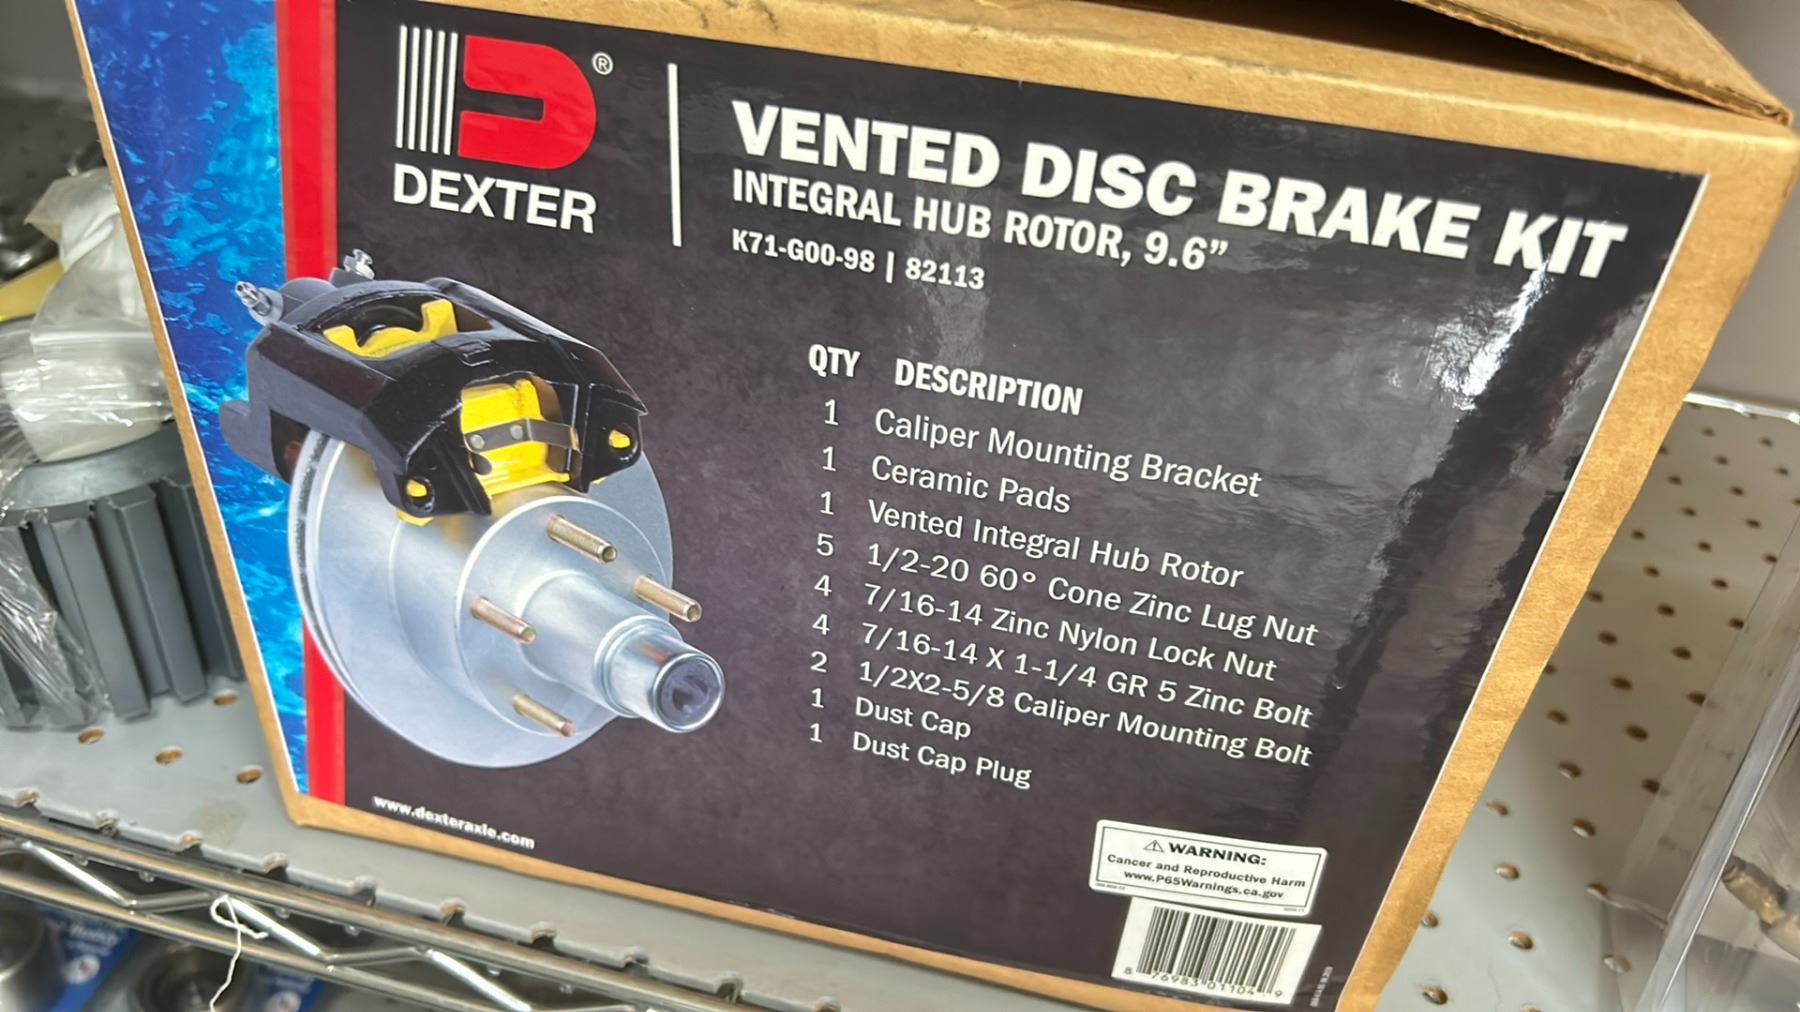 ®
DEXTER
VENTED DISC BRAKE KIT
INTEGRAL HUB ROTOR, 9.6”
K71-G00-98 | 82113
QTY DESCRIPTION
1 Caliper Mounting Bracket
1 Ceramic Pads
1 Vented Integral Hub Rotor
5 1/2-20 60° Cone Zinc Lug Nut
4 7/16-14 Zinc Nylon Lock Nut
4 7/16-14 X 1-1/4 GR 5 Zinc Bolt
2 1/2X2-5/8 Caliper Mounting Bolt
1 Dust Cap
1 Dust Cap Plug
www.dexteraxle.com
⚠ WARNING:
Cancer and Reproductive Harm
www.P65Warnings.ca.gov
8 76983 01104 9